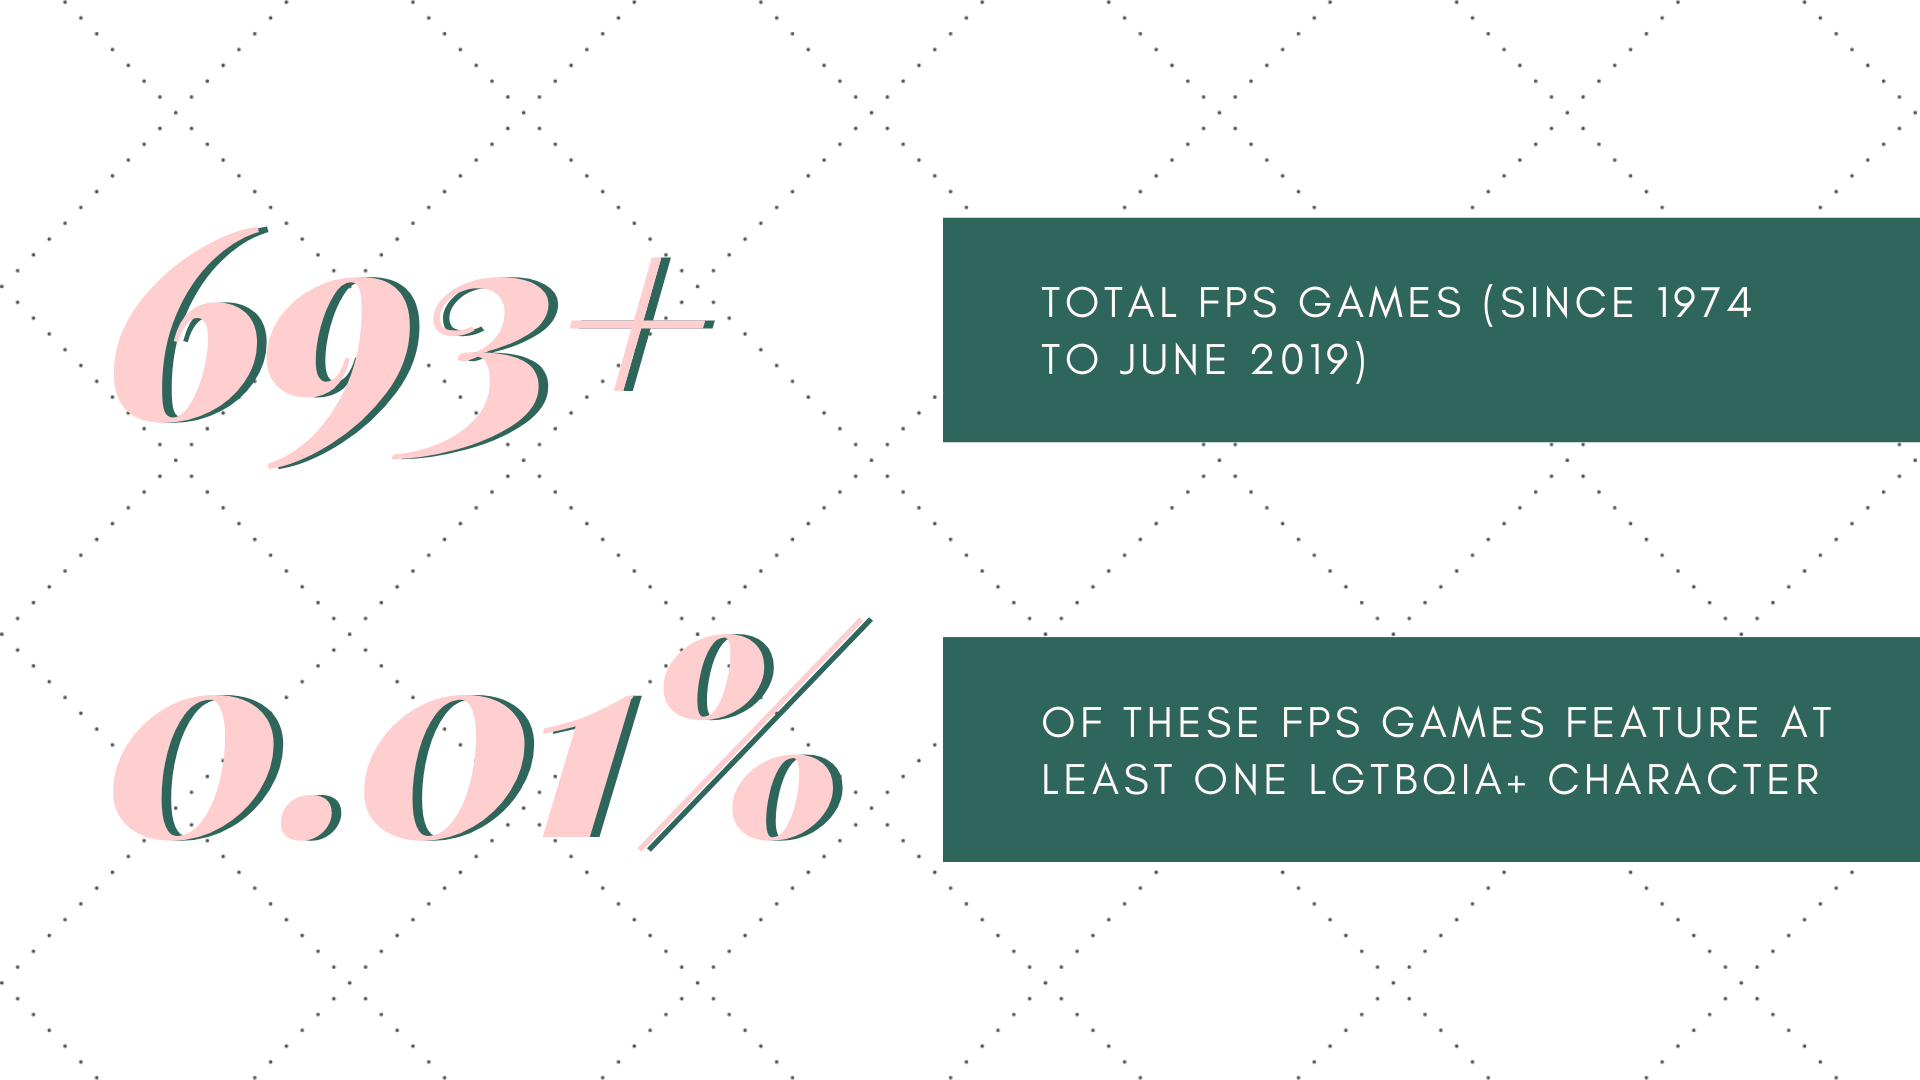 693+
TOTAL FPS GAMES (SINCE 1974
TO JUNE 2019)
0.01%
OF THESE FPS GAMES FEATURE AT
LEAST ONE LGTBQIA+ CHARACTER